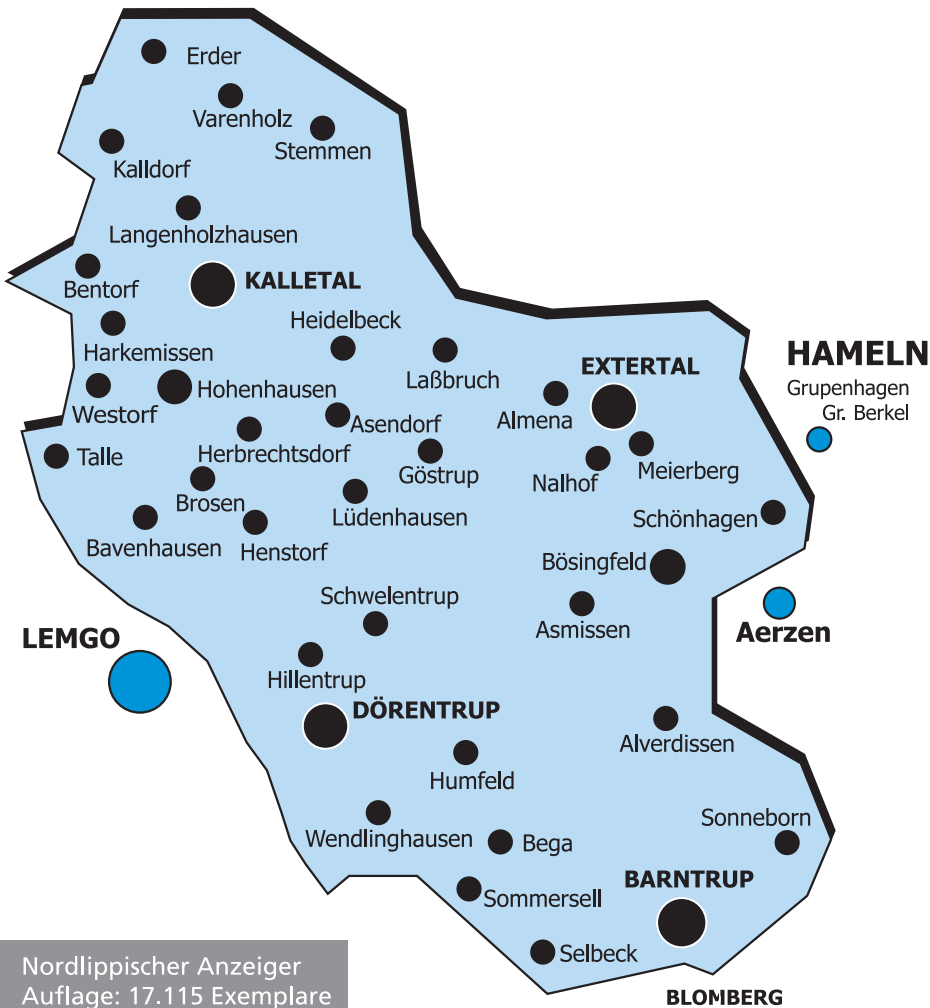 Erder
Varenholz
Stemmen
Kalldorf
Langenholzhausen
Bentorf
KALLETAL
Heidelbeck
Harkemissen
Laßbruch
HAMELN
EXTERTAL
Grupenhagen
Gr. Berkel
Hohenhausen
Westorf
Almena
Asendorf
Talle
Herbrechtsdorf
Göstrup
Nalhof
Meierberg
Brosen
Lüdenhausen
Schönhagen
Bavenhausen
Henstorf
Bösingfeld
Schwelentrup
Asmissen
Aerzen
LEMGO
Hillentrup
DÖRENTRUP
Alverdissen
Humfeld
Sonneborn
Wendlinghausen
Bega
BARNTRUP
Sommersell
Selbeck
Nordlippischer Anzeiger
Auflage: 17.115 Exemplare
BLOMBERG